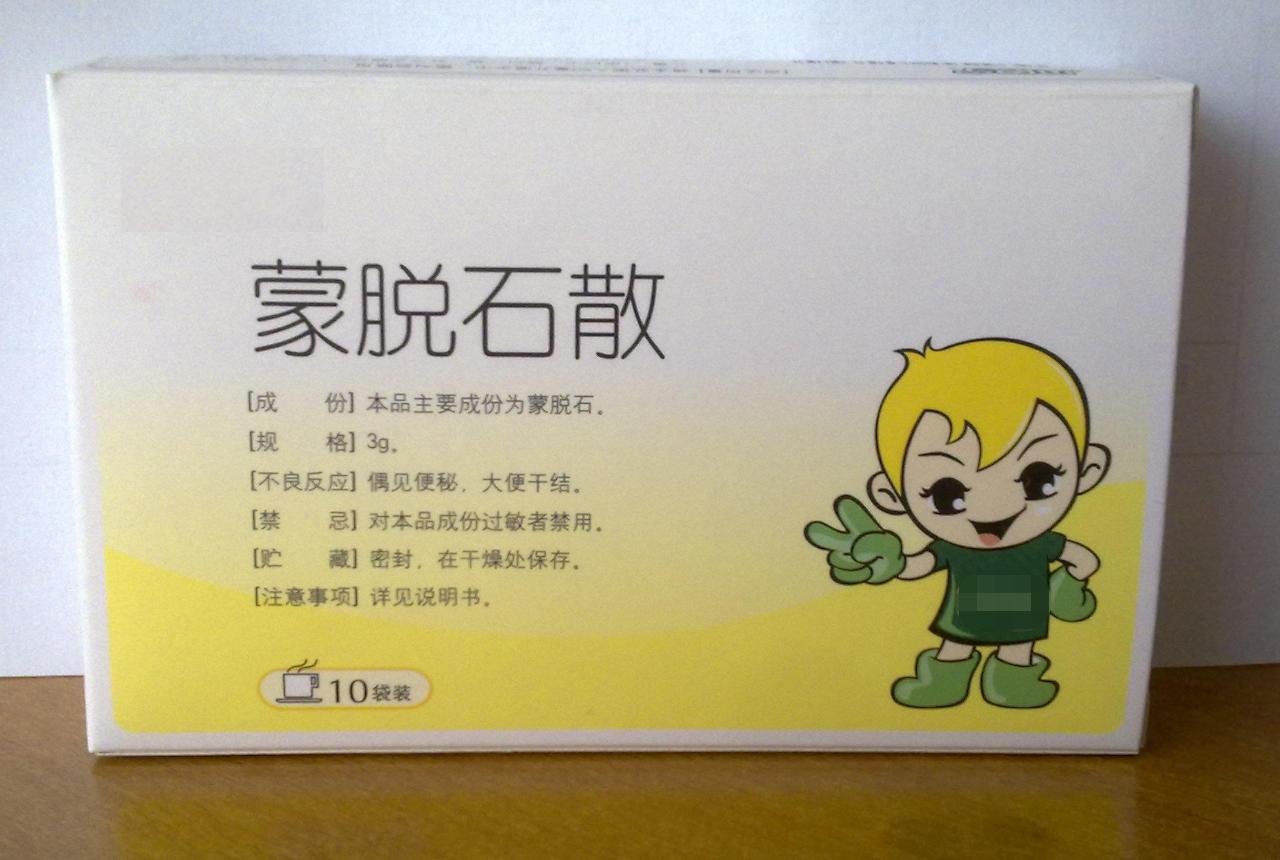 蒙脱石散
[成 份] 本品主要成份为蒙脱石。
[规 格] 3g。
[不良反应] 偶见便秘，大便干结。
[禁 忌] 对本品成份过敏者禁用。
[贮 藏] 密封，在干燥处保存。
[注意事项] 详见说明书。
10袋装